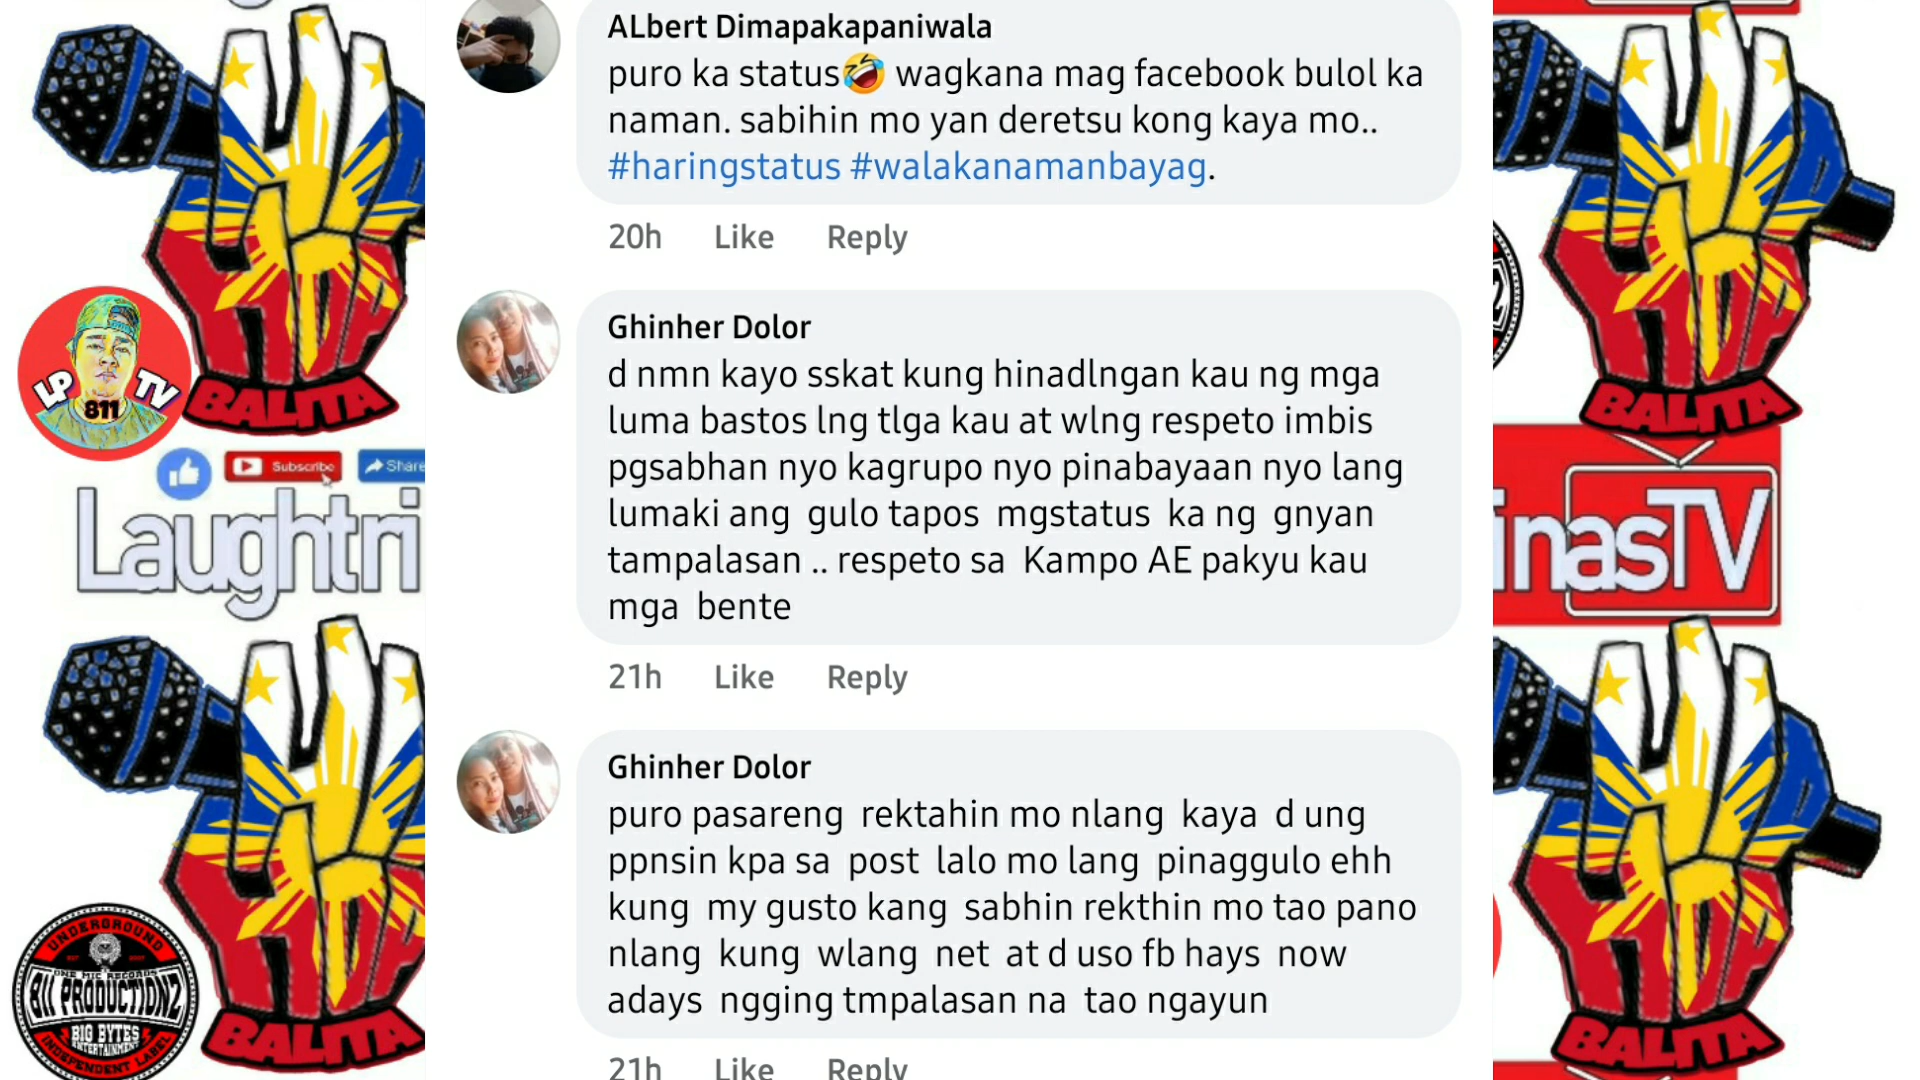 ALbert Dimapakapaniwala
puro ka status🤣 wagkana mag facebook bulol ka
naman. sabihin mo yan deretsu kong kaya mo..
#haringstatus #walakanamanbayag.
20h Like Reply
Ghinher Dolor
d nmn kayo sskat kung hinadlngan kau ng mga
luma bastos lng tlga kau at wlng respeto imbis
pgsabhan nyo kagrupo nyo pinabayaan nyo lang
lumaki ang gulo tapos mgstatus ka ng gnyan
tampalasan .. respeto sa Kampo AE pakyu kau
mga bente
21h Like Reply
Ghinher Dolor
puro pasareng rektahin mo nlang kaya d ung
ppnsin kpa sa post lalo mo lang pinaggulo ehh
kung my gusto kang sabhin rekthin mo tao pano
nlang kung wlang net at d uso fb hays now
adays ngging tmpalasan na tao ngayun
21h Like Reply
BALITA
LP TV
811
Subscribe Share
Laughtri
UNDERGROUND
ONE MIC RECORDS
811 PRODUCTIONZ
BIG BYTES
ENTERTAINMENT
INDEPENDENT LABEL
BALITA
BALITA
inasTV
BALITA